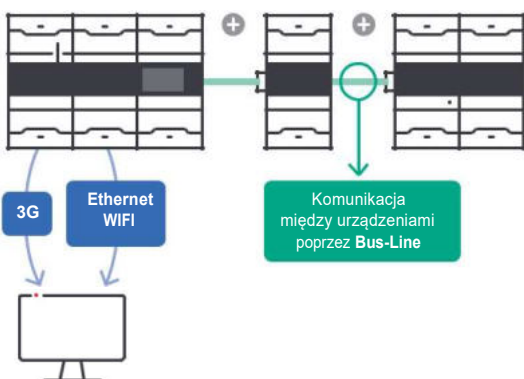 3G
Ethernet
WIFI
Komunikacja
między urządzeniami
poprzez Bus-Line